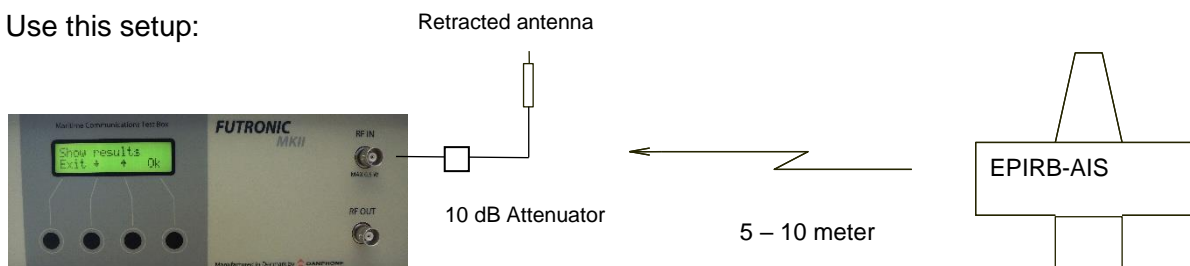 Use this setup:
Retracted antenna
Maritime Communications Test Box
FUTRONIC
MKII
RF IN
Show results
Exit
Ok
10 dB Attenuator
RF OUT
5 – 10 meter
EPIRB-AIS
Manufactured in Denmark by DANPHONE